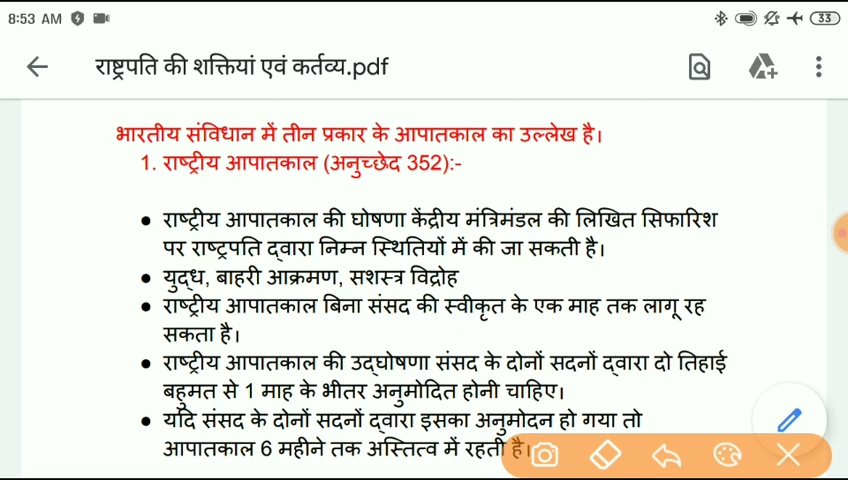 8:53 AM
33
राष्ट्रपति की शक्तियां एवं कर्तव्य.pdf
भारतीय संविधान में तीन प्रकार के आपातकाल का उल्लेख है।
1. राष्ट्रीय आपातकाल (अनुच्छेद 352):-
● राष्ट्रीय आपातकाल की घोषणा केंद्रीय मंत्रिमंडल की लिखित सिफारिश
पर राष्ट्रपति द्वारा निम्न स्थितियों में की जा सकती है।
● युद्ध, बाहरी आक्रमण, सशस्त्र विद्रोह
● राष्ट्रीय आपातकाल बिना संसद की स्वीकृत के एक माह तक लागू रह
सकता है।
● राष्ट्रीय आपातकाल की उद्घोषणा संसद के दोनों सदनों द्वारा दो तिहाई
बहुमत से 1 माह के भीतर अनुमोदित होनी चाहिए।
● यदि संसद के दोनों सदनों द्वारा इसका अनुमोदन हो गया तो
आपातकाल 6 महीने तक अस्तित्व में रहती है।